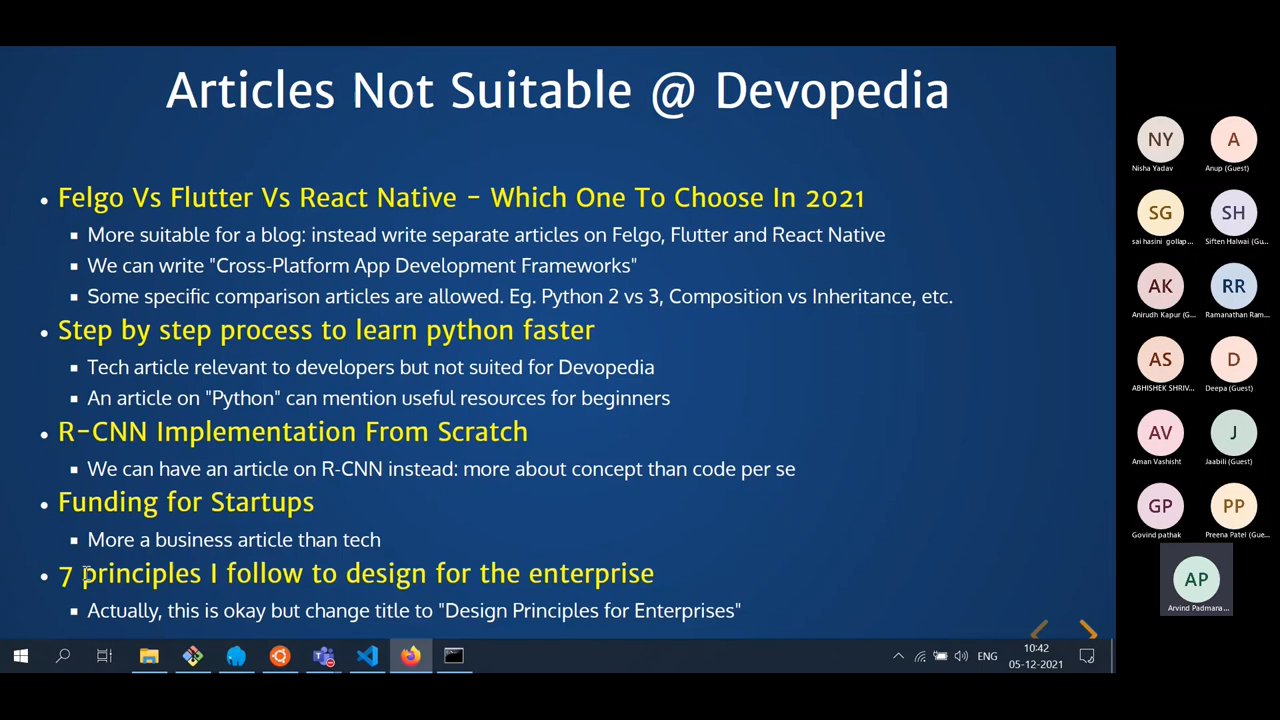 Articles Not Suitable @ Devopedia
• Felgo Vs Flutter Vs React Native - Which One To Choose In 2021
▪ More suitable for a blog: instead write separate articles on Felgo, Flutter and React Native
▪ We can write "Cross-Platform App Development Frameworks"
▪ Some specific comparison articles are allowed. Eg. Python 2 vs 3, Composition vs Inheritance, etc.
• Step by step process to learn python faster
▪ Tech article relevant to developers but not suited for Devopedia
▪ An article on "Python" can mention useful resources for beginners
• R-CNN Implementation From Scratch
▪ We can have an article on R-CNN instead: more about concept than code per se
• Funding for Startups
▪ More a business article than tech
• 7 principles I follow to design for the enterprise
▪ Actually, this is okay but change title to "Design Principles for Enterprises"
NY A
Nisha Yadav Anup (Guest)
SG SH
sai hasini gollap... Siften Halwai (Gu...
AK RR
Anirudh Kapur (G... Ramanathan Ram...
AS D
ABHISHEK SHRIV... Deepa (Guest)
AV J
Aman Vashisht Jaabili (Guest)
GP PP
Govind pathak Preena Patel (Gue...
AP
Arvind Padmana...
ENG
10:42
05-12-2021